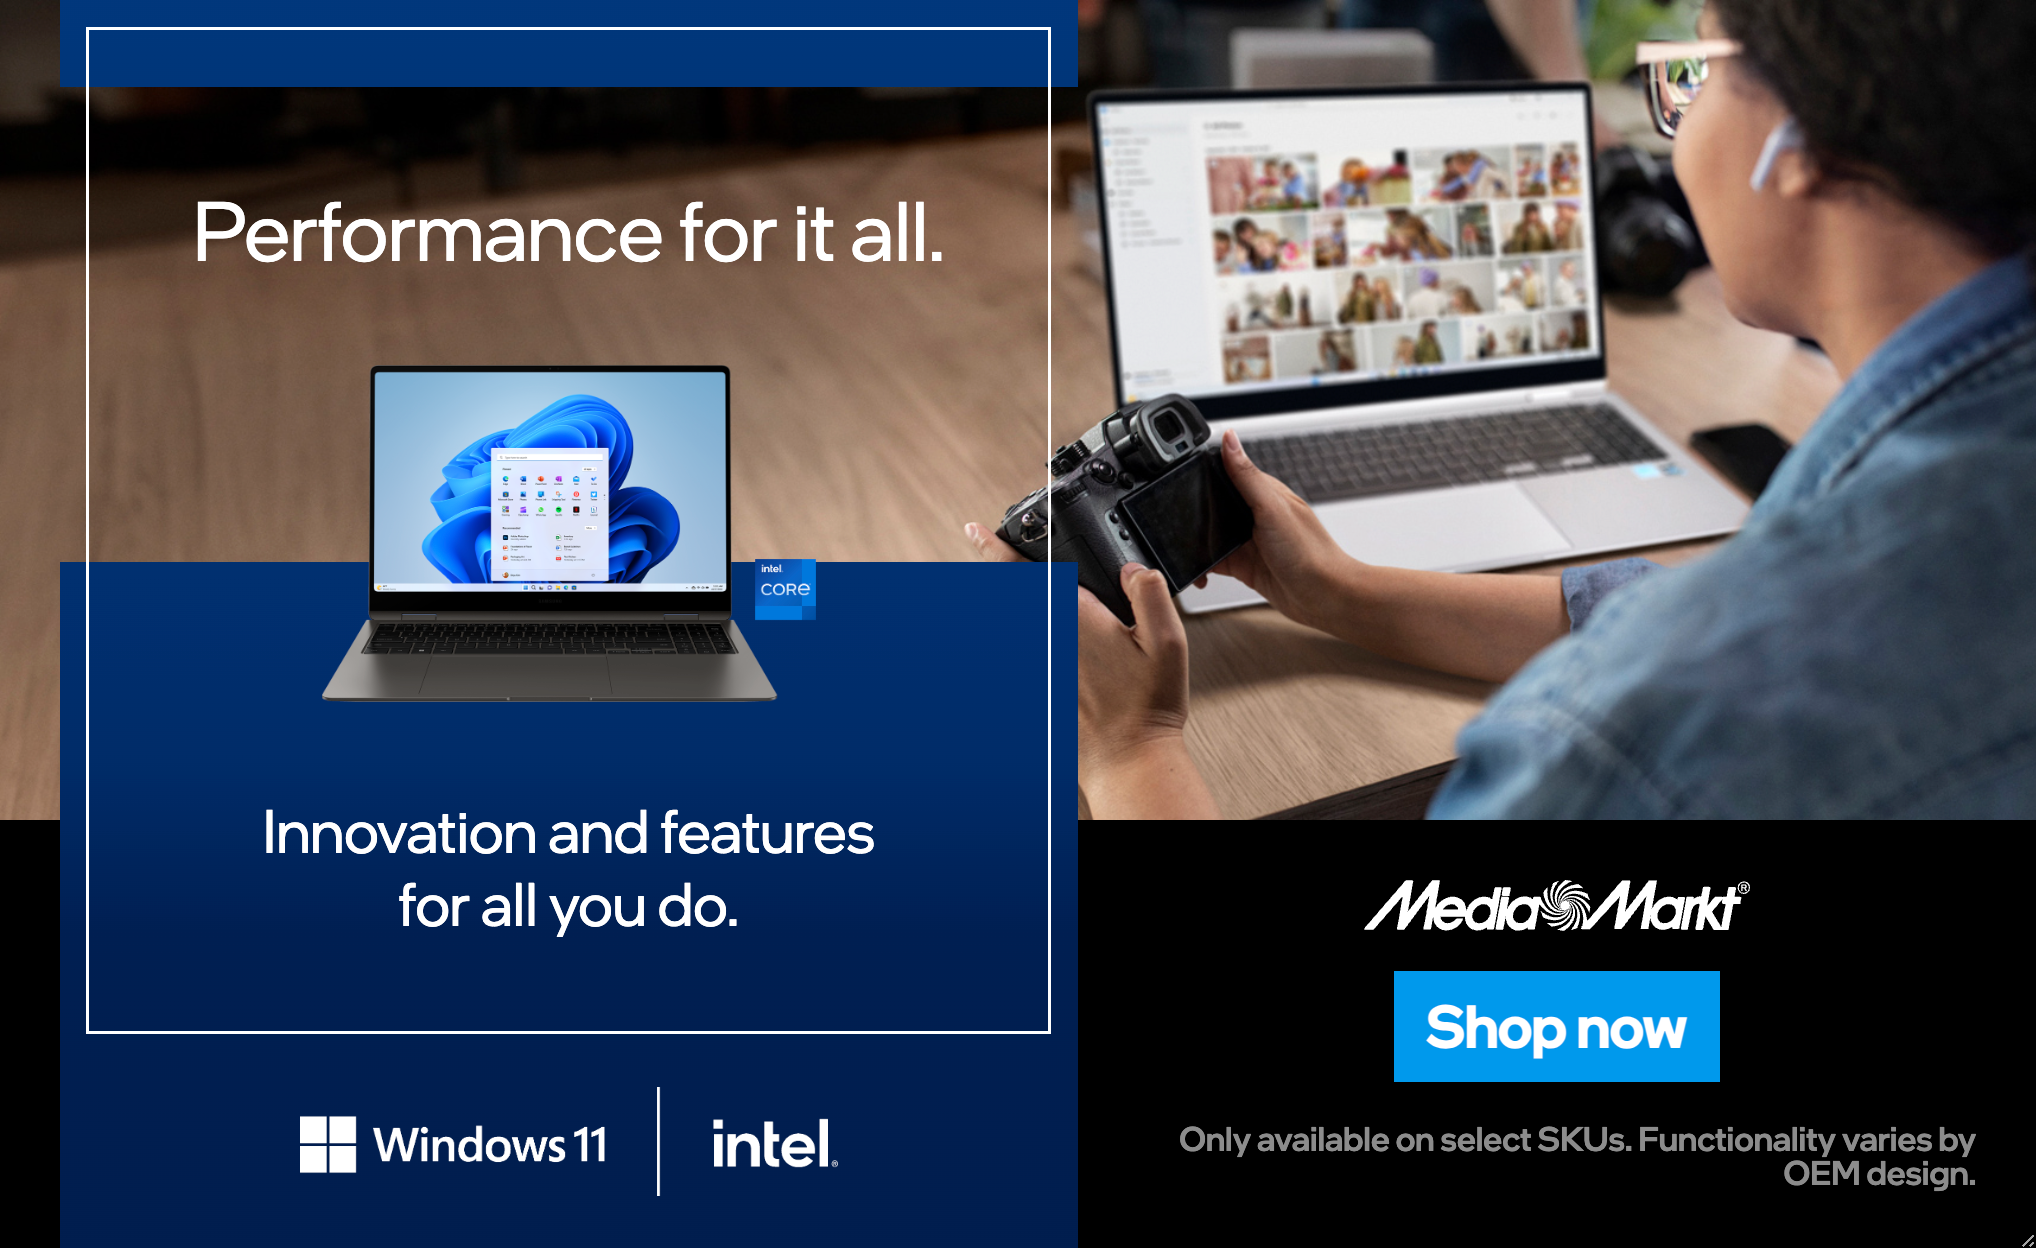 Performance for it all.
intel.
CORE
Innovation and features
for all you do.
Windows 11
intel.
MediaMarkt®
Shop now
Only available on select SKUs. Functionality varies by
OEM design.